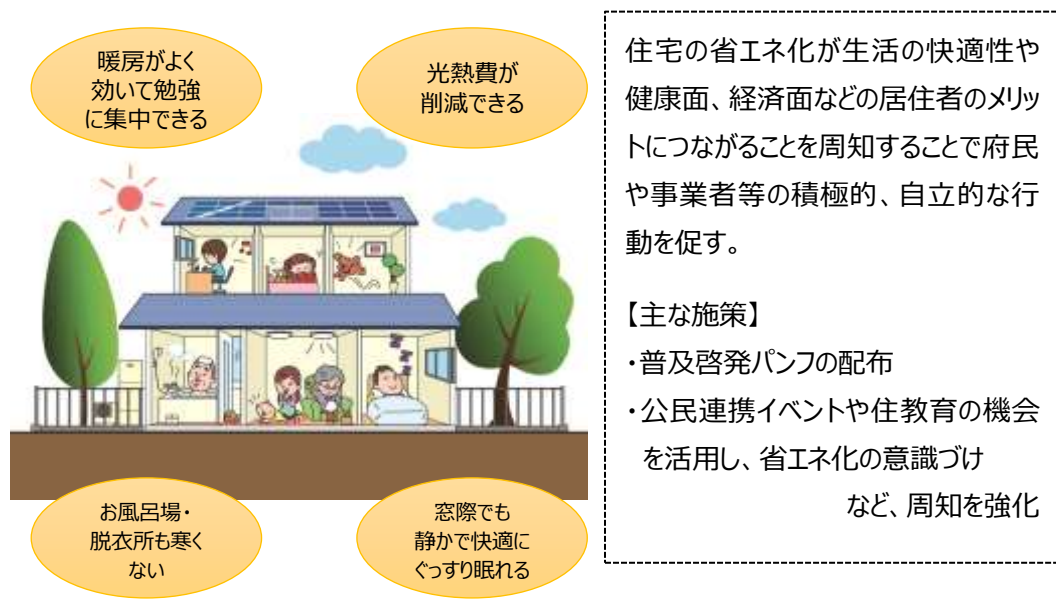 暖房がよく
効いて勉強
に集中できる
光熱費が
削減できる
お風呂場・
脱衣所も寒く
ない
窓際でも
静かで快適に
ぐっすり眠れる
住宅の省エネ化が生活の快適性や
健康面、経済面などの居住者のメリッ
トにつながることを周知することで府民
や事業者等の積極的、自立的な行
動を促す。
【主な施策】
・普及啓発パンフの配布
・公民連携イベントや住教育の機会
を活用し、省エネ化の意識づけ
など、周知を強化